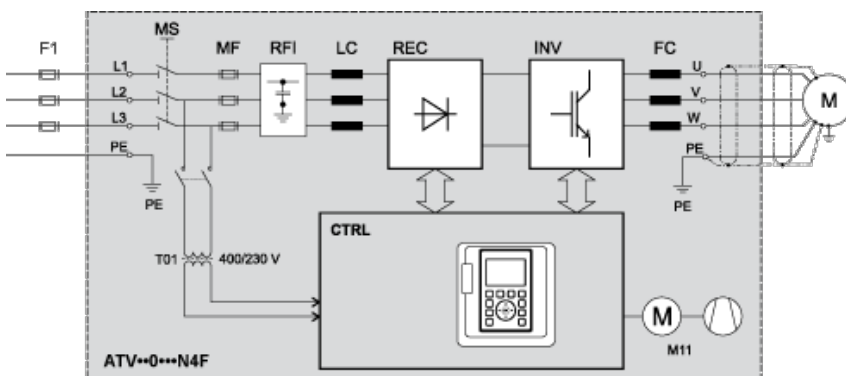 MS
F1 MF RFI LC REC INV FC
L1 U
L2 V M
L3 W
PE PE
PE PE
CTRL
T01 400/230 V
M
M11
ATV••0•••N4F